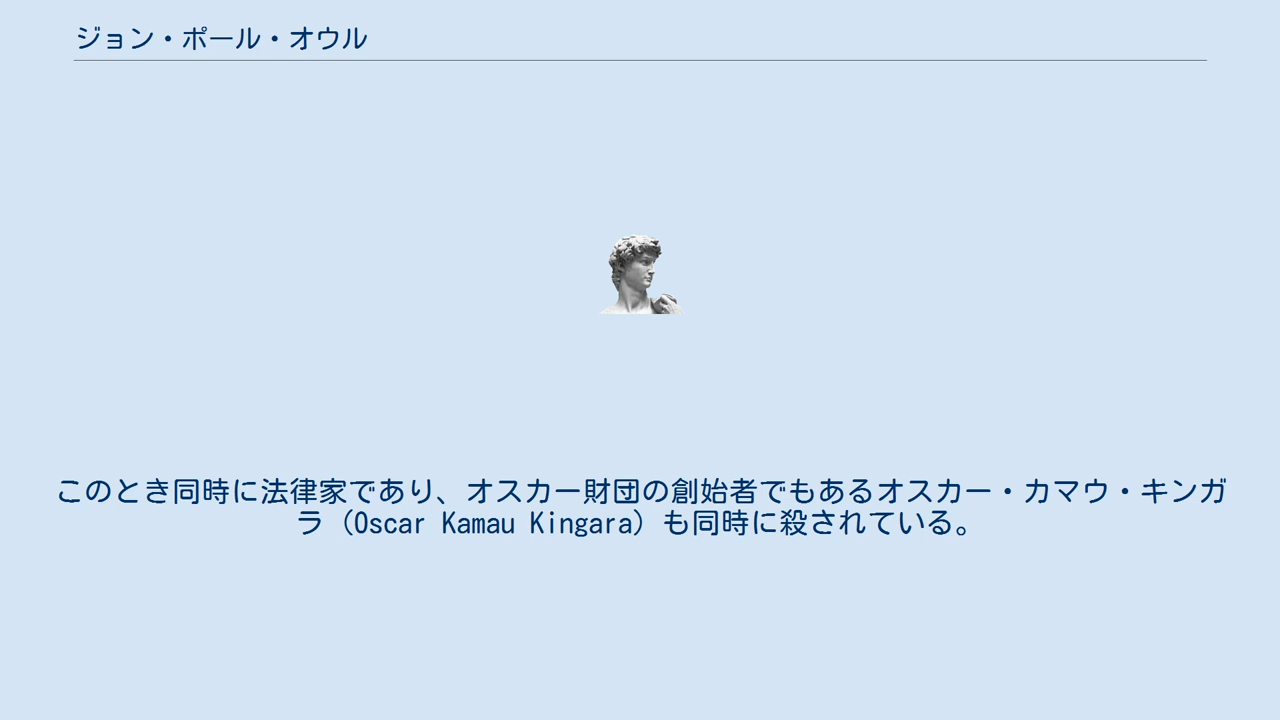 ジョン・ポール・オウル
このとき同時に法律家であり、オスカー財団の創始者でもあるオスカー・カマウ・キンガ
ラ（Oscar Kamau Kingara）も同時に殺されている。